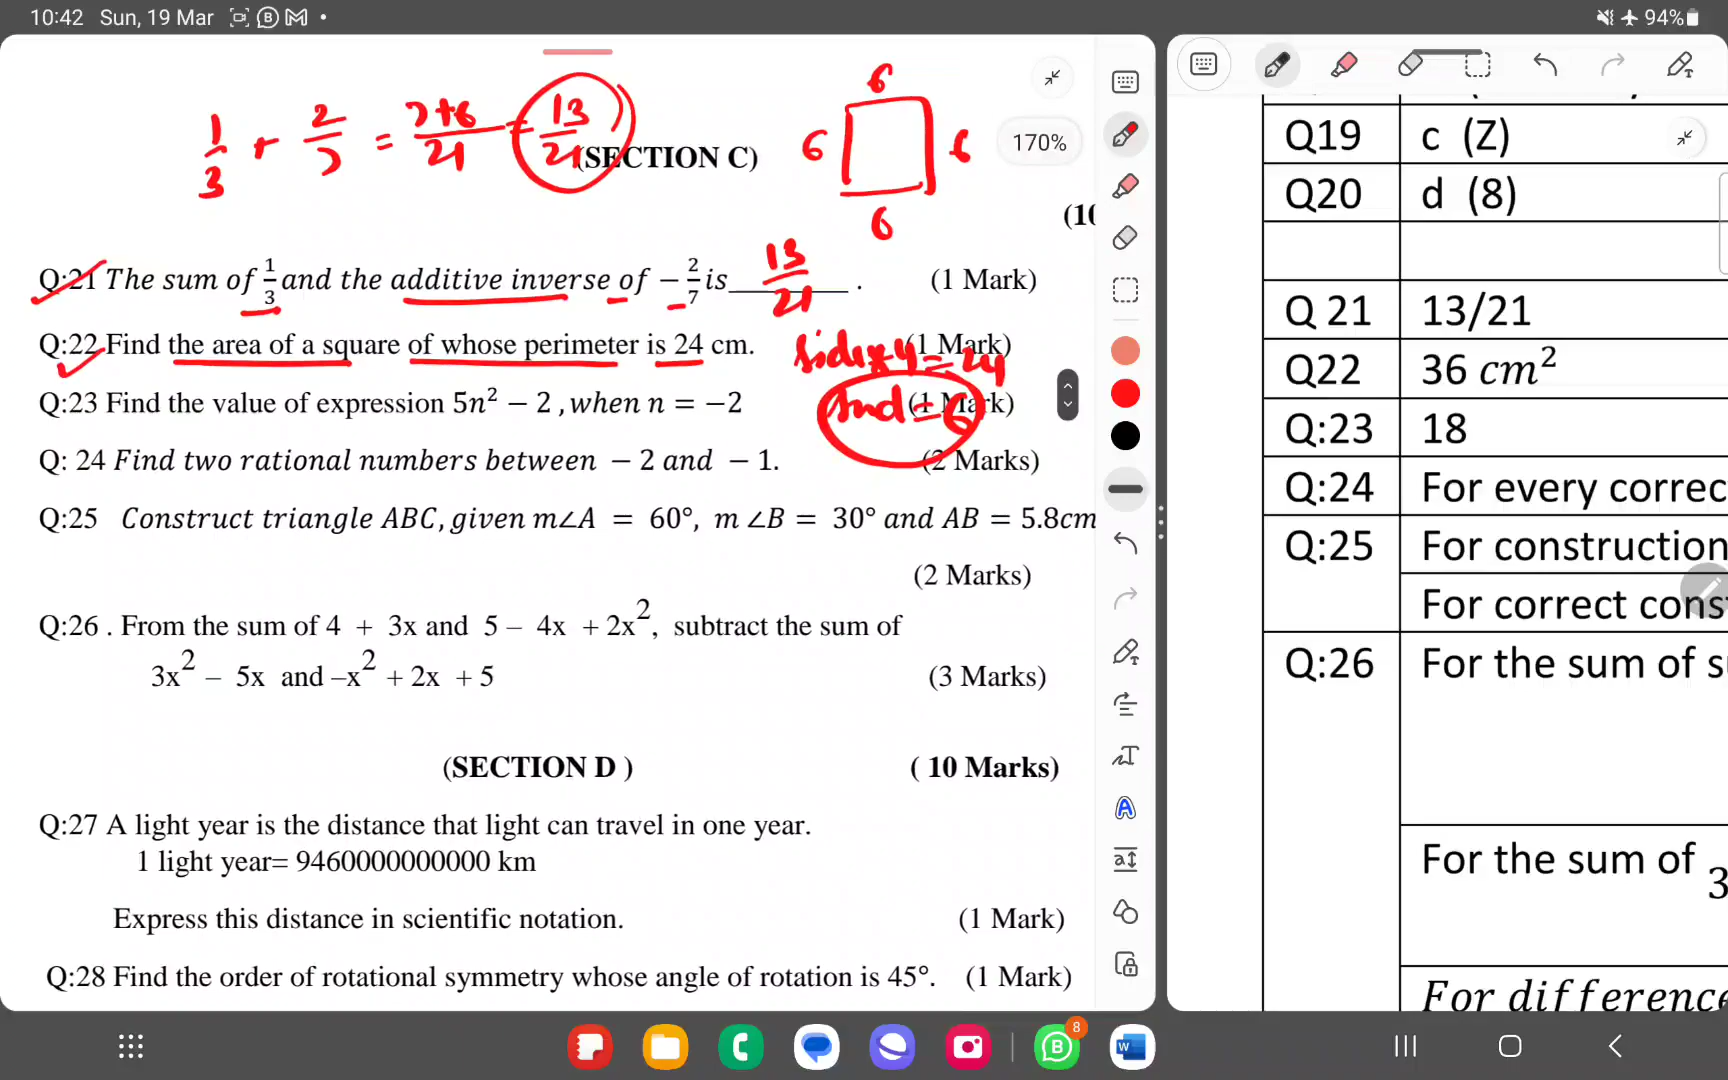 10:42 Sun, 19 Mar
94%
1/3 + 2/7 = 7+6/21 = 13/21
6
6
6
6
170%
(SECTION C)
(10
Q:21 The sum of 1/3 and the additive inverse of − 2/7 is________. (1 Mark)
13/21
Q:22 Find the area of a square of whose perimeter is 24 cm. (1 Mark)
side×4=24
Q:23 Find the value of expression 5n² − 2 , when n = −2 (1 Mark)
= 6
Q: 24 Find two rational numbers between − 2 and − 1. (2 Marks)
Q:25 Construct triangle ABC, given m∠A = 60°, m ∠B = 30° and AB = 5.8cm
(2 Marks)
Q:26 . From the sum of 4 + 3x and 5 – 4x + 2x², subtract the sum of
3x² – 5x and –x² + 2x + 5 (3 Marks)
(SECTION D ) ( 10 Marks)
Q:27 A light year is the distance that light can travel in one year.
1 light year= 9460000000000 km
Express this distance in scientific notation. (1 Mark)
Q:28 Find the order of rotational symmetry whose angle of rotation is 45°. (1 Mark)
Q19 c (Z)
Q20 d (8)
Q 21 13/21
Q22 36 cm²
Q:23 18
Q:24 For every correc
Q:25 For construction
For correct cons
Q:26 For the sum of s
For the sum of 3
For difference
8